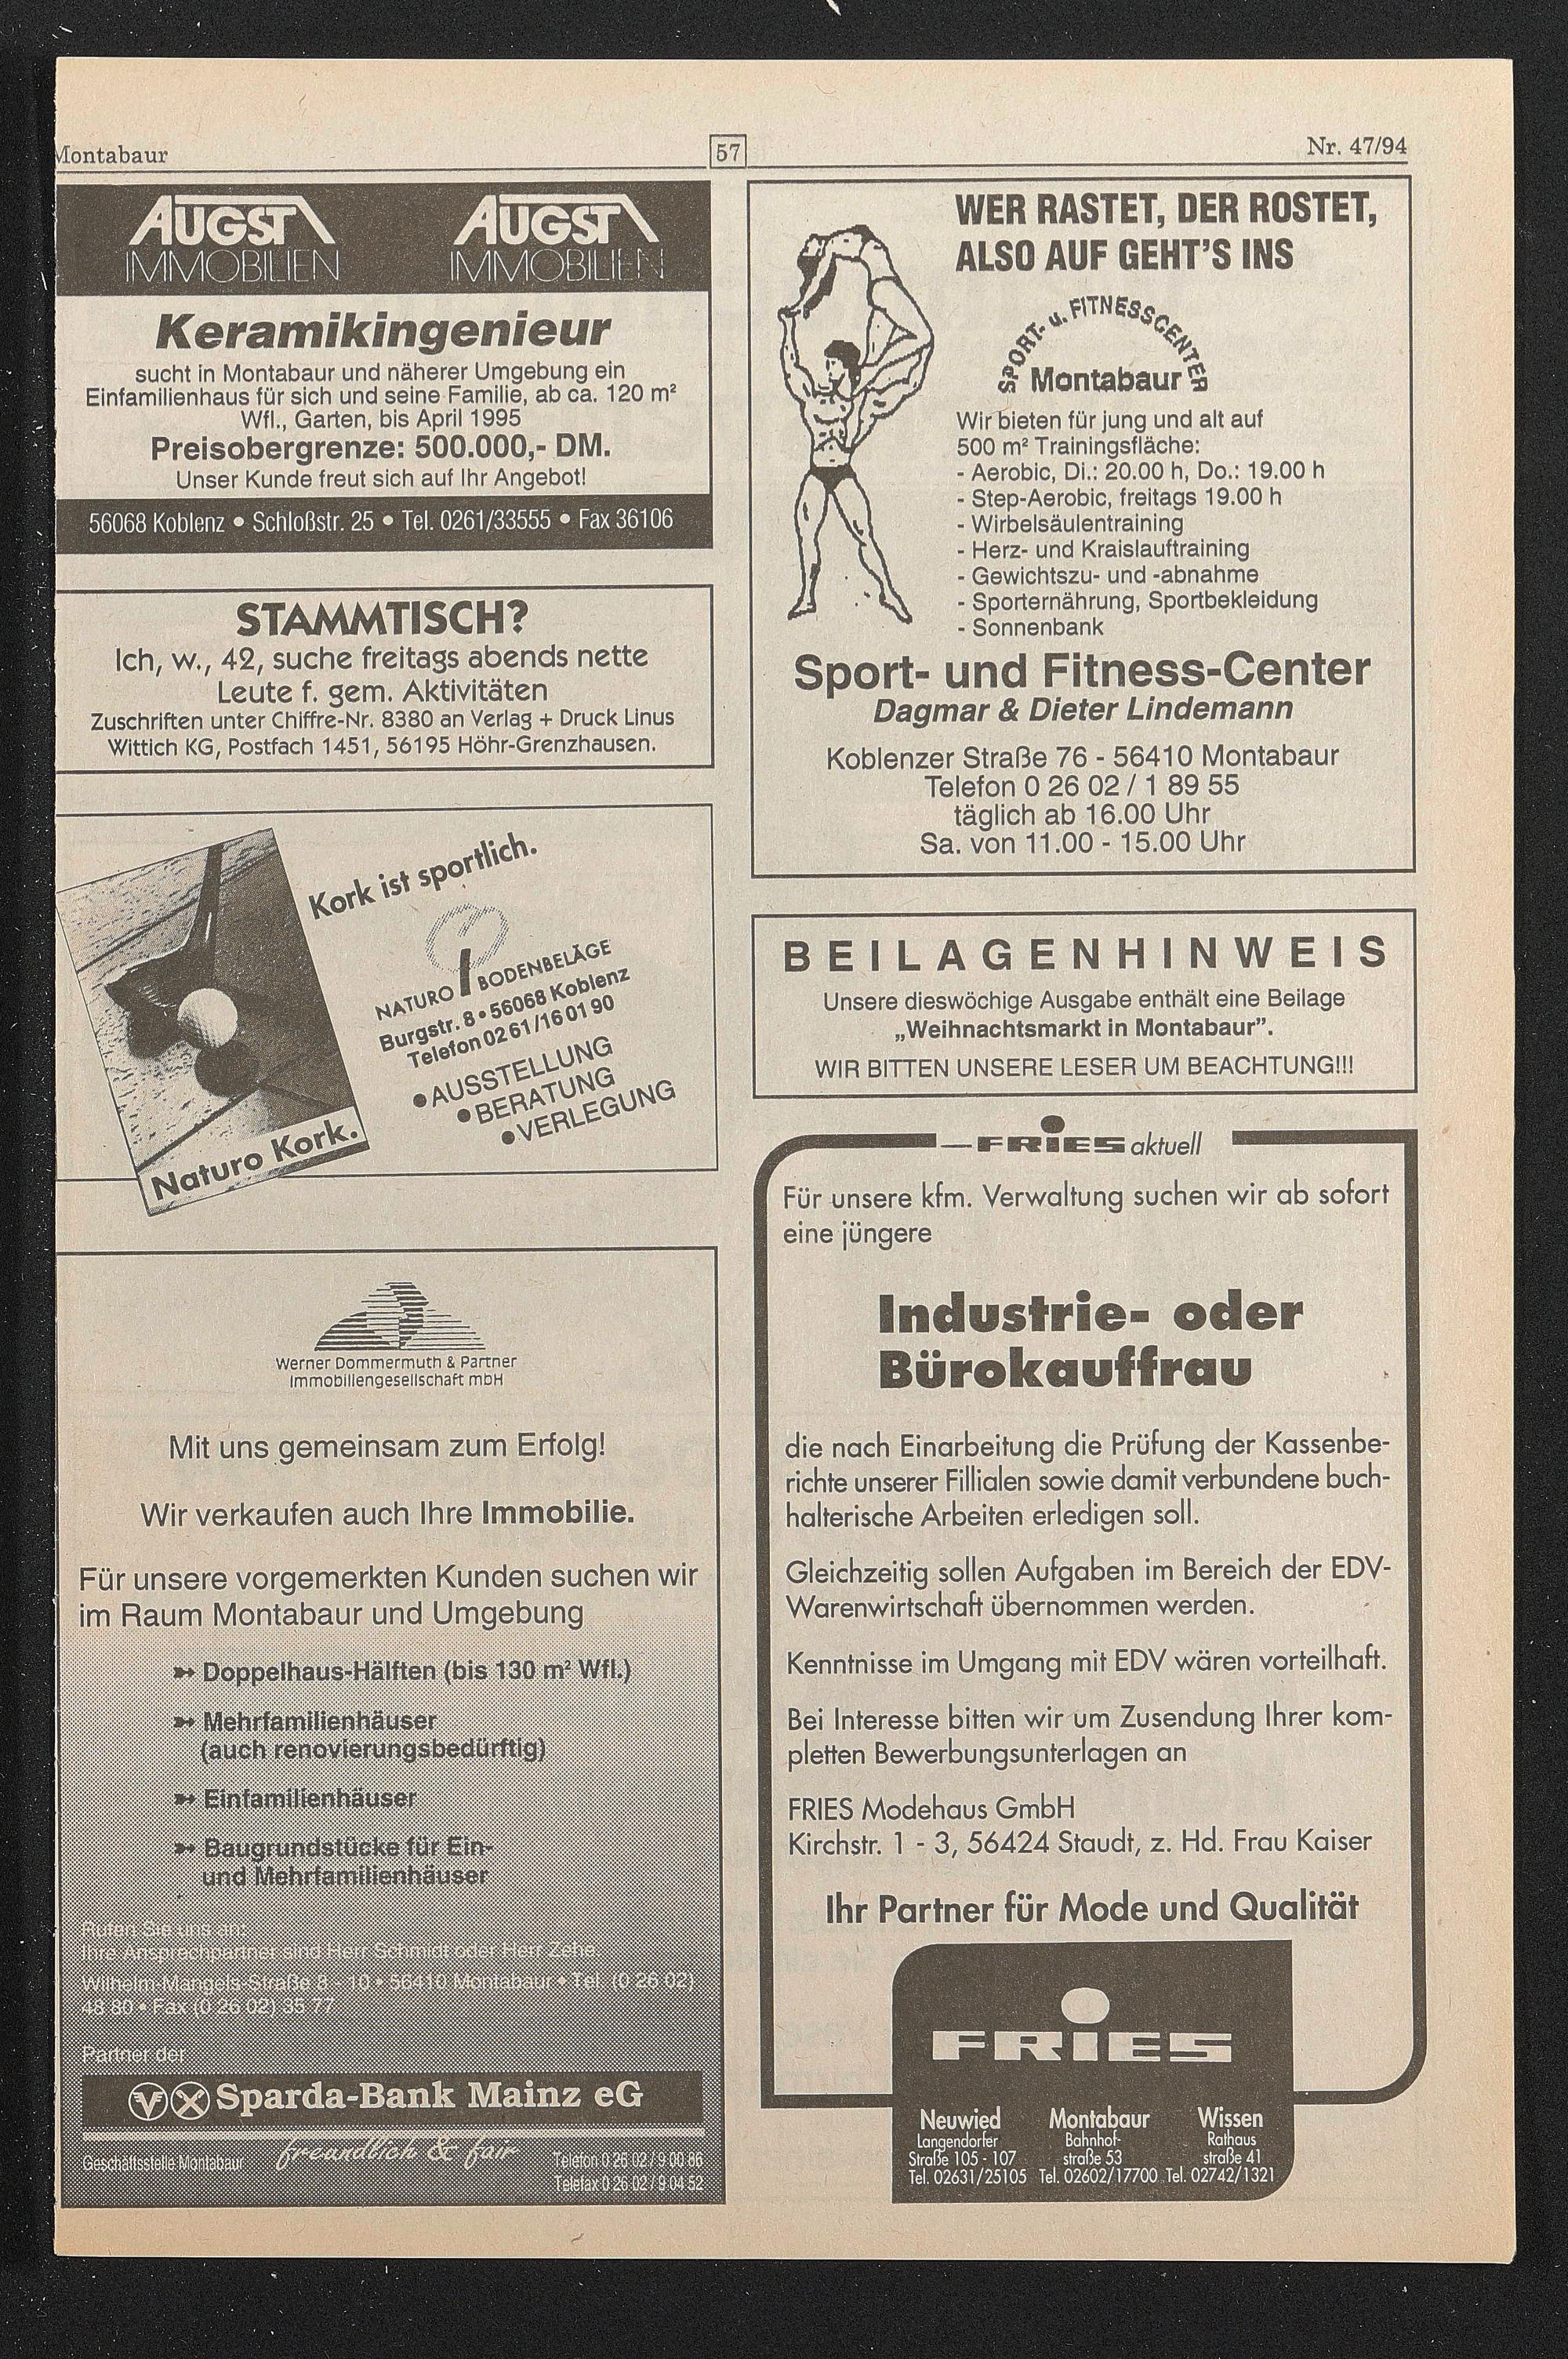 Montabaur
57
Nr. 47/94
AUGST AUGST
IMMOBILIEN IMMOBILIEN
Keramikingenieur
sucht in Montabaur und näherer Umgebung ein
Einfamilienhaus für sich und seine Familie, ab ca. 120 m²
Wfl., Garten, bis April 1995
Preisobergrenze: 500.000,- DM.
Unser Kunde freut sich auf Ihr Angebot!
56068 Koblenz • Schloßstr. 25 • Tel. 0261/33555 • Fax 36106
STAMMTISCH?
Ich, w., 42, suche freitags abends nette
Leute f. gem. Aktivitäten
Zuschriften unter Chiffre-Nr. 8380 an Verlag + Druck Linus
Wittich KG, Postfach 1451, 56195 Höhr-Grenzhausen.
Kork ist sportlich.
NATURO BODENBELÄGE
Burgstr. 8 • 56068 Koblenz
Telefon 02 61 /16 01 90
• AUSSTELLUNG
• BERATUNG
• VERLEGUNG
Naturo Kork.
Werner Dommermuth & Partner
Immobiliengesellschaft mbH
Mit uns gemeinsam zum Erfolg!
Wir verkaufen auch Ihre Immobilie.
Für unsere vorgemerkten Kunden suchen wir
im Raum Montabaur und Umgebung
➳ Doppelhaus-Hälften (bis 130 m² Wfl.)
➳ Mehrfamilienhäuser
(auch renovierungsbedürftig)
➳ Einfamilienhäuser
➳ Baugrundstücke für Ein-
und Mehrfamilienhäuser
Rufen Sie uns an:
Ihre Ansprechpartner sind Herr Schmidt oder Herr Zehe.
Wilhelm-Mangels-Straße 8 - 10 • 56410 Montabaur • Tel. (0 26 02)
48 80 • Fax (0 26 02) 35 77
Partner der
Sparda-Bank Mainz eG
freundlich & fair
Geschäftsstelle Montabaur
Telefon 0 26 02 / 9 00 86
Telefax 0 26 02 / 9 04 52
WER RASTET, DER ROSTET,
ALSO AUF GEHT'S INS
SPORT- u. FITNESSCENTER
Montabaur
Wir bieten für jung und alt auf
500 m² Trainingsfläche:
- Aerobic, Di.: 20.00 h, Do.: 19.00 h
- Step-Aerobic, freitags 19.00 h
- Wirbelsäulentraining
- Herz- und Kraislauftraining
- Gewichtszu- und -abnahme
- Sporternährung, Sportbekleidung
- Sonnenbank
Sport- und Fitness-Center
Dagmar & Dieter Lindemann
Koblenzer Straße 76 - 56410 Montabaur
Telefon 0 26 02 / 1 89 55
täglich ab 16.00 Uhr
Sa. von 11.00 - 15.00 Uhr
BEILAGENHINWEIS
Unsere dieswöchige Ausgabe enthält eine Beilage
„Weihnachtsmarkt in Montabaur”.
WIR BITTEN UNSERE LESER UM BEACHTUNG!!!
FRIES aktuell
Für unsere kfm. Verwaltung suchen wir ab sofort
eine jüngere
Industrie- oder
Bürokauffrau
die nach Einarbeitung die Prüfung der Kassenbe-
richte unserer Fillialen sowie damit verbundene buch-
halterische Arbeiten erledigen soll.
Gleichzeitig sollen Aufgaben im Bereich der EDV-
Warenwirtschaft übernommen werden.
Kenntnisse im Umgang mit EDV wären vorteilhaft.
Bei Interesse bitten wir um Zusendung Ihrer kom-
pletten Bewerbungsunterlagen an
FRIES Modehaus GmbH
Kirchstr. 1 - 3, 56424 Staudt, z. Hd. Frau Kaiser
Ihr Partner für Mode und Qualität
FRIES
Neuwied Montabaur Wissen
Langendorfer Bahnhof- Rathaus
Straße 105 - 107 straße 53 straße 41
Tel. 02631/25105 Tel. 02602/17700 Tel. 02742/1321